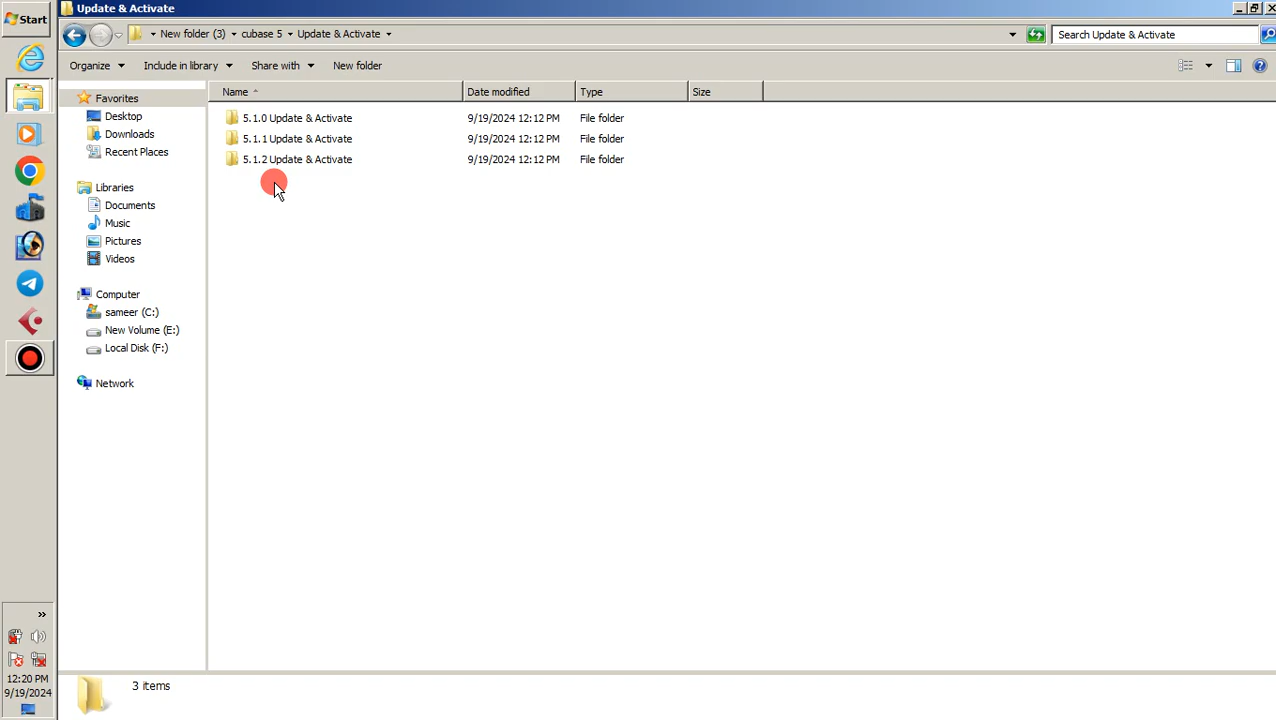 Update & Activate
Start
New folder (3) cubase 5 Update & Activate
Search Update & Activate
Organize Include in library Share with New folder
Name Date modified Type Size
Favorites
Desktop
Downloads
Recent Places
Libraries
Documents
Music
Pictures
Videos
Computer
sameer (C:)
New Volume (E:)
Local Disk (F:)
Network
5.1.0 Update & Activate 9/19/2024 12:12 PM File folder
5.1.1 Update & Activate 9/19/2024 12:12 PM File folder
5.1.2 Update & Activate 9/19/2024 12:12 PM File folder
12:20 PM
9/19/2024
3 items